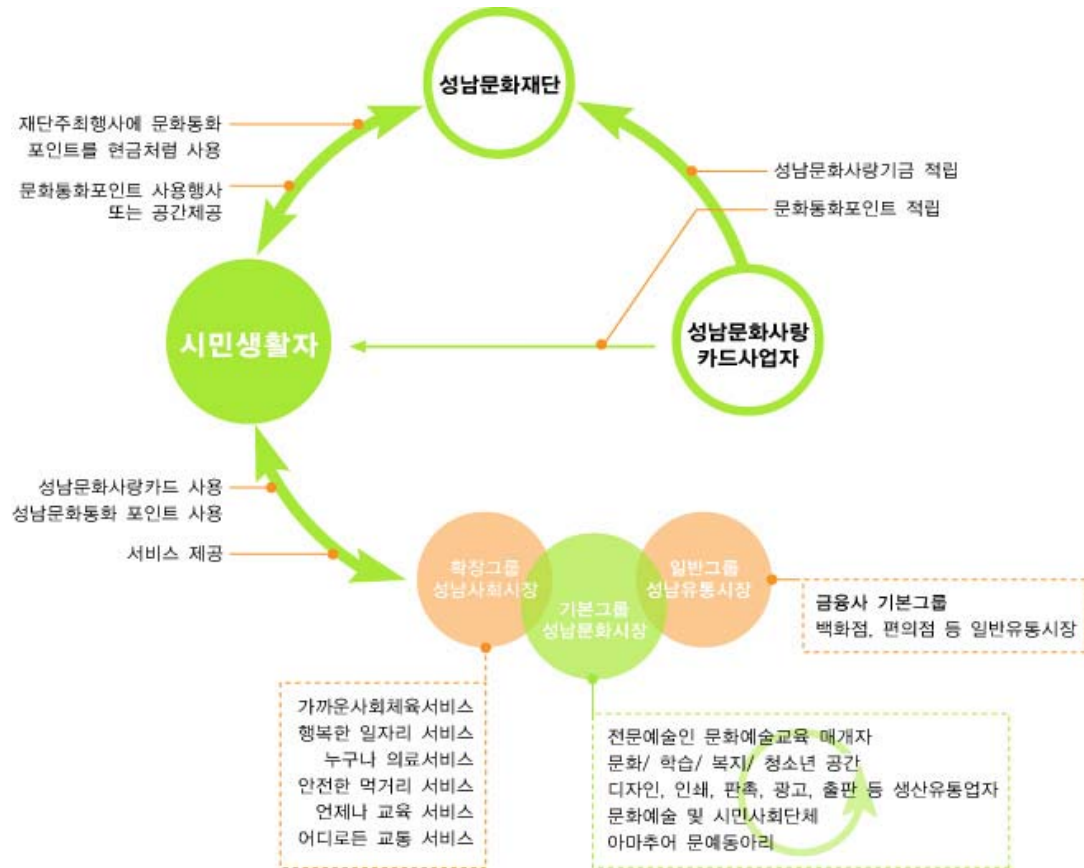 성남문화재단
재단주최행사에 문화통화
포인트를 현금처럼 사용
문화통화포인트 사용행사
또는 공간제공
성남문화사랑기금 적립
문화통화포인트 적립
시민생활자
성남문화사랑
카드사업자
성남문화사랑카드 사용
성남문화통화 포인트 사용
서비스 제공
확장그룹
성남사회시장
기본그룹
성남문화시장
일반그룹
성남유통시장
금융사 기본그룹
백화점, 편의점 등 일반유통시장
가까운사회체육서비스
행복한 일자리 서비스
누구나 의료서비스
안전한 먹거리 서비스
언제나 교육 서비스
어디로든 교통 서비스
전문예술인 문화예술교육 매개자
문화/ 학습/ 복지/ 청소년 공간
디자인, 인쇄, 판촉, 광고, 출판 등 생산유통업자
문화예술 및 시민사회단체
아마추어 문예동아리